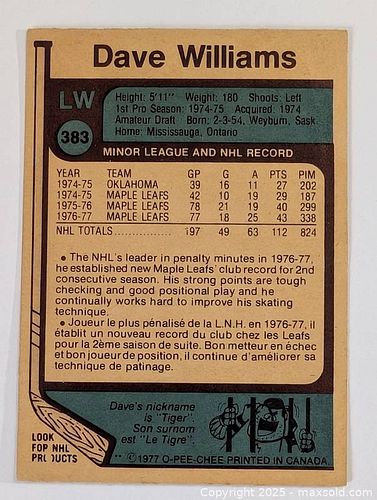 Dave Williams
LW
383
Height: 5'11" Weight: 180 Shoots: Left
1st Pro Season: 1974-75 Acquired: 1974
Amateur Draft Born: 2-3-54, Weyburn, Sask.
Home: Mississauga, Ontario
MINOR LEAGUE AND NHL RECORD
YEAR TEAM GP G A PTS PIM
1974-75 OKLAHOMA 39 16 11 27 202
1974-75 MAPLE LEAFS 42 10 19 29 187
1975-76 MAPLE LEAFS 78 21 19 40 299
1976-77 MAPLE LEAFS 77 18 25 43 338
NHL TOTALS 197 49 63 112 824
• The NHL's leader in penalty minutes in 1976-77,
he established new Maple Leafs' club record for 2nd
consecutive season. His strong points are tough
checking and good positional play and he
continually works hard to improve his skating
technique.
• Joueur le plus pénalisé de la L.N.H. en 1976-77, il
établit un nouveau record du club chez les Leafs
pour la 2ème saison de suite. Bon metteur en échec
et bon joueur de position, il continue d'améliorer sa
technique de patinage.
Dave's nickname
is "Tiger".
Son surnom
est "Le Tigre".
LOOK
FOR NHL
PRODUCTS
©1977 O-PEE-CHEE PRINTED IN CANADA
Copyright 2025 - maxsold.com